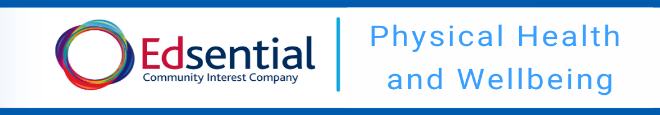 Edsential
Community Interest Company
Physical Health
and Wellbeing